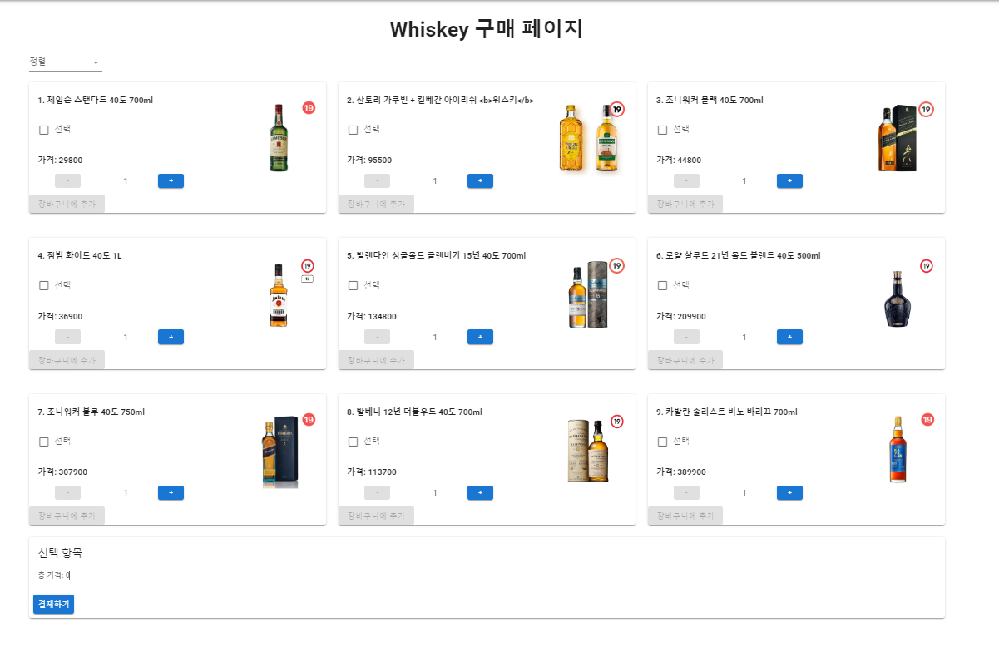 Whiskey 구매 페이지
정렬
1. 제임슨 스탠다드 40도 700ml
19
선택
가격: 29800
- 1 +
장바구니에 추가
2. 산토리 가쿠빈 + 킬베간 아이리쉬 <b>위스키</b>
19
선택
가격: 95500
- 1 +
장바구니에 추가
3. 조니워커 블랙 40도 700ml
19
선택
가격: 44800
- 1 +
장바구니에 추가
4. 짐빔 화이트 40도 1L
19
1L
선택
가격: 36900
- 1 +
장바구니에 추가
5. 발렌타인 싱글몰트 글렌버기 15년 40도 700ml
19
선택
가격: 134800
- 1 +
장바구니에 추가
6. 로얄 살루트 21년 몰트 블렌드 40도 500ml
19
선택
가격: 209900
- 1 +
장바구니에 추가
7. 조니워커 블루 40도 750ml
19
선택
가격: 307900
- 1 +
장바구니에 추가
8. 발베니 12년 더블우드 40도 700ml
19
선택
가격: 113700
- 1 +
장바구니에 추가
9. 카발란 솔리스트 비노 바리끄 700ml
19
선택
가격: 389900
- 1 +
장바구니에 추가
선택 항목
총 가격: 0
결제하기